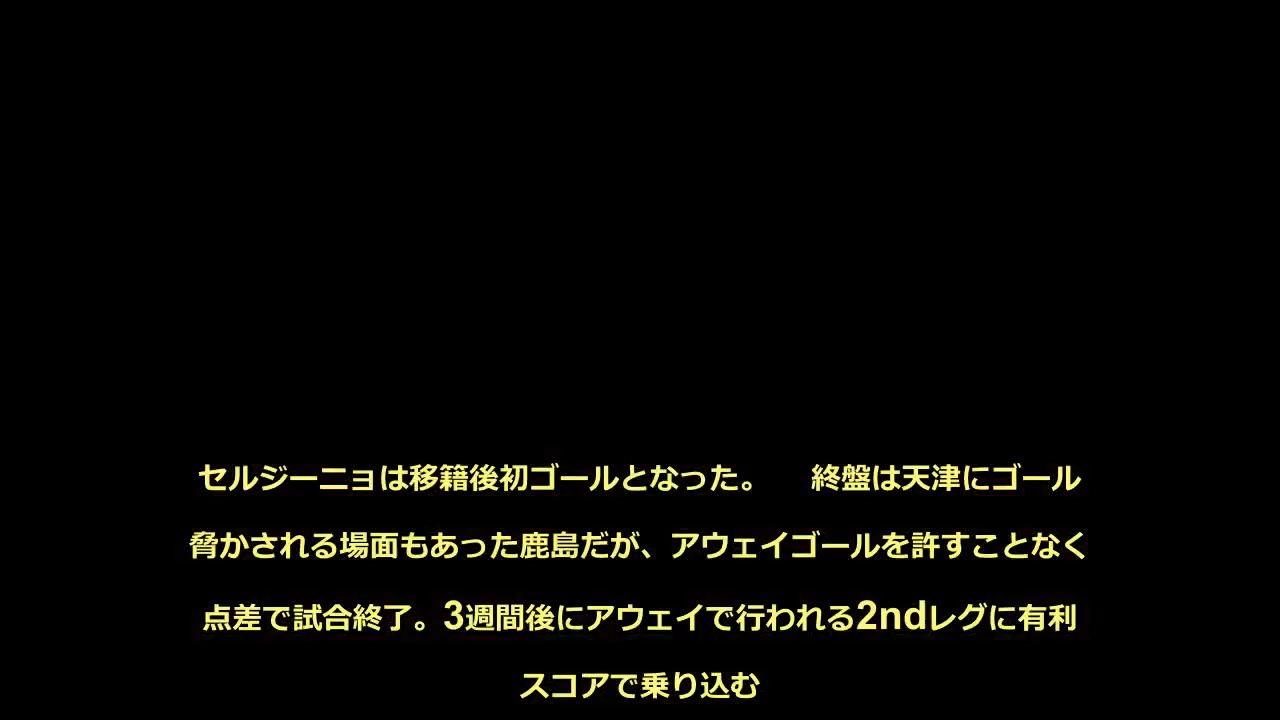 セルジーニョは移籍後初ゴールとなった。　終盤は天津にゴール
脅かされる場面もあった鹿島だが、アウェイゴールを許すことなく
点差で試合終了。3週間後にアウェイで行われる2ndレグに有利
スコアで乗り込む